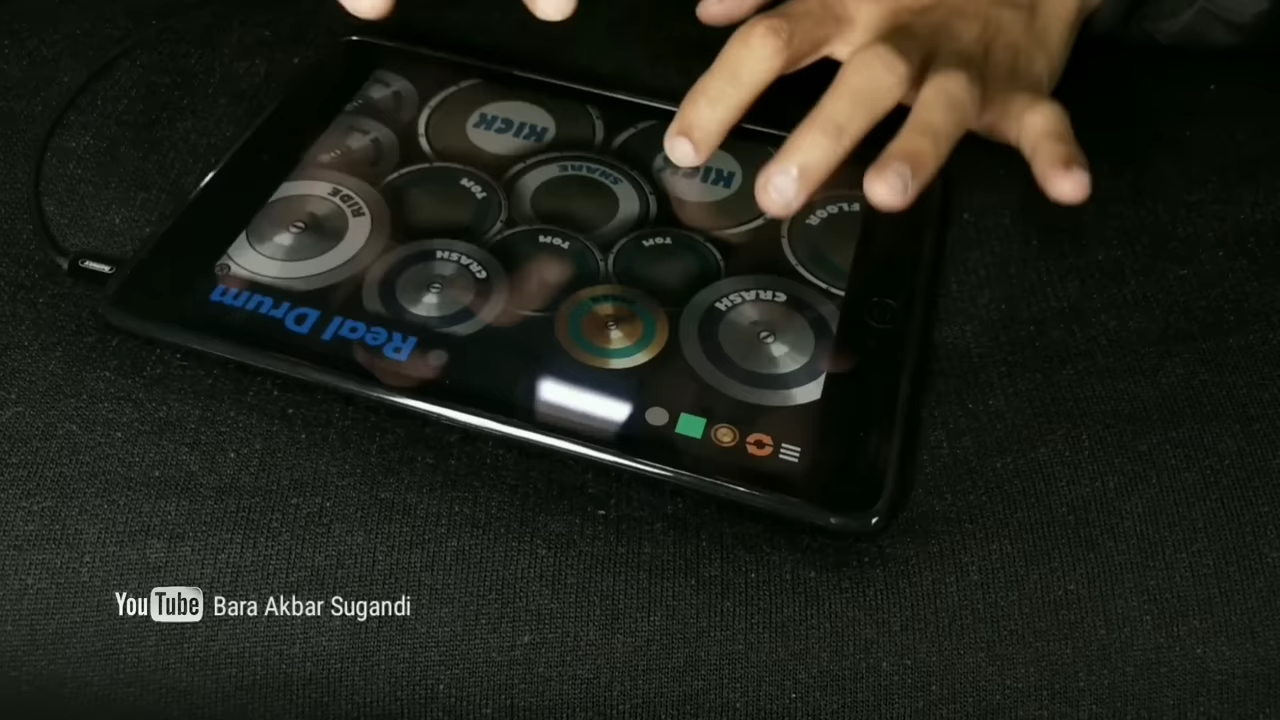 KICK
KICK
SNARE
TOM
RIDE
FLOOR
TOM
TOM
CRASH
CRASH
Real Drum
YouTube Bara Akbar Sugandi